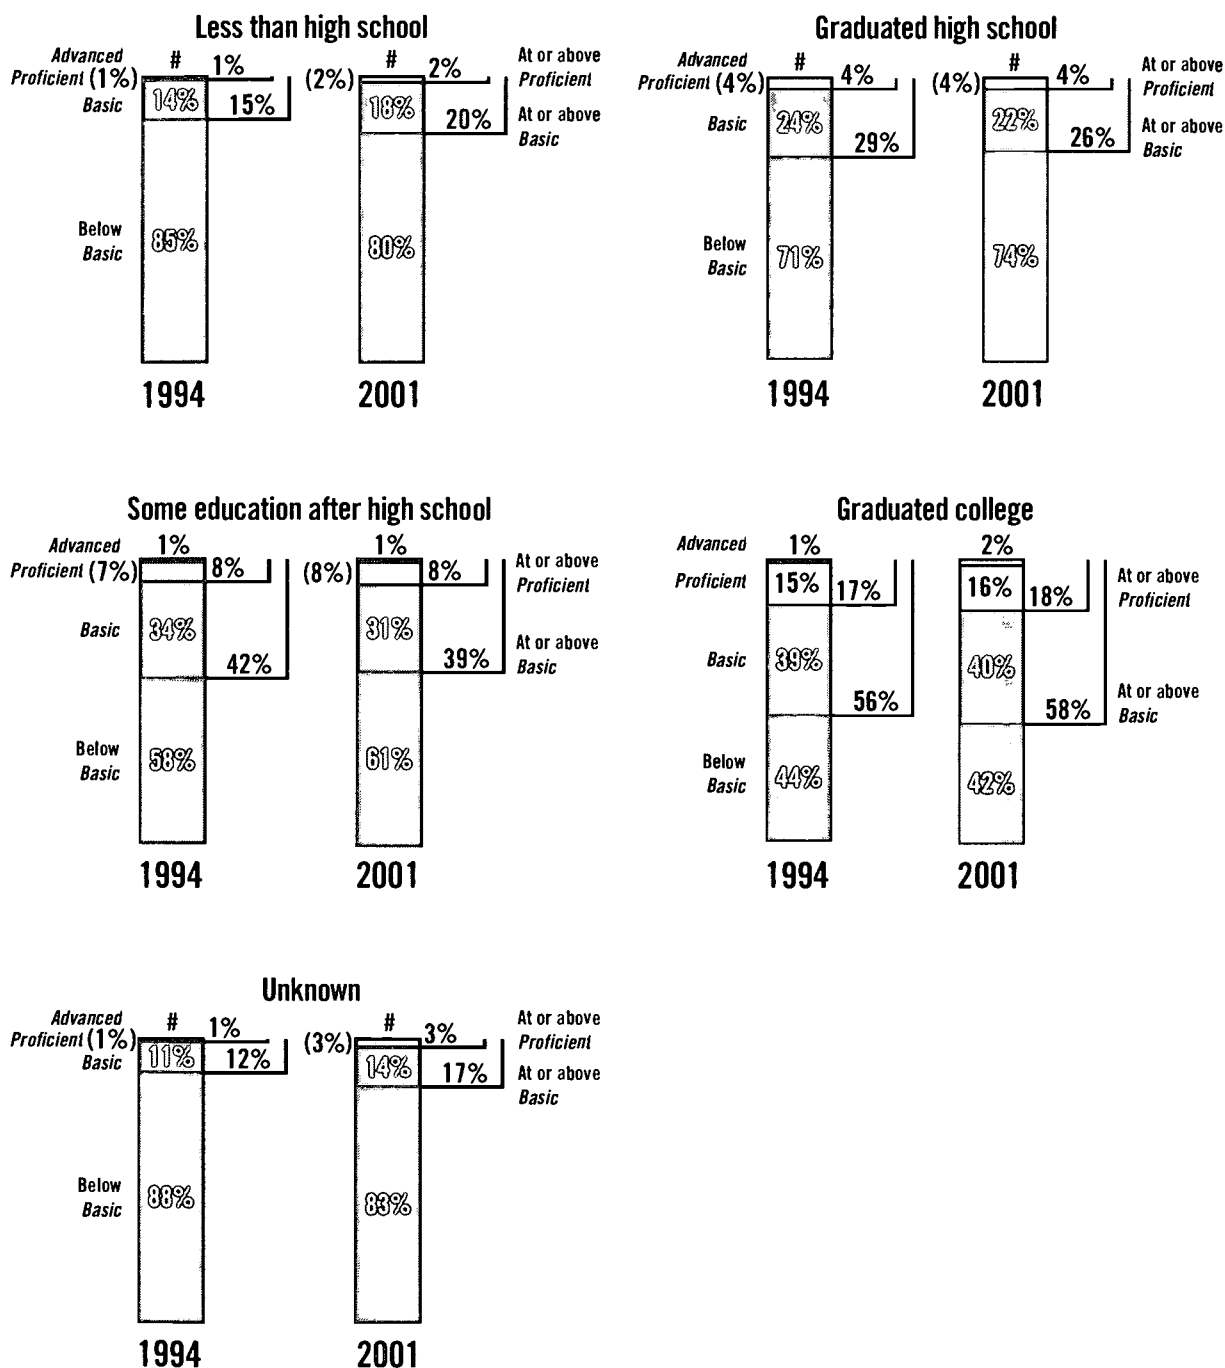 Less than high school
Advanced # 1% # 2% At or above
Proficient (1%) (2%) Proficient
Basic 14% 15% 18% 20% At or above
Basic
Below
Basic 85% 80%
1994 2001
Graduated high school
Advanced # 4% # 4% At or above
Proficient (4%) (4%) Proficient
Basic 24% 29% 22% 26% At or above
Basic
Below
Basic 71% 74%
1994 2001
Some education after high school
Advanced 1% 1% At or above
Proficient (7%) 8% (8%) 8% Proficient
Basic 34% 42% 31% 39% At or above
Basic
Below
Basic 58% 61%
1994 2001
Graduated college
Advanced 1% 2%
Proficient 15% 17% 16% 18% At or above
Proficient
Basic 39% 56% 40% 58% At or above
Basic
Below
Basic 44% 42%
1994 2001
Unknown
Advanced # 1% # 3% At or above
Proficient (1%) (3%) Proficient
Basic 11% 12% 14% 17% At or above
Basic
Below
Basic 88% 83%
1994 2001